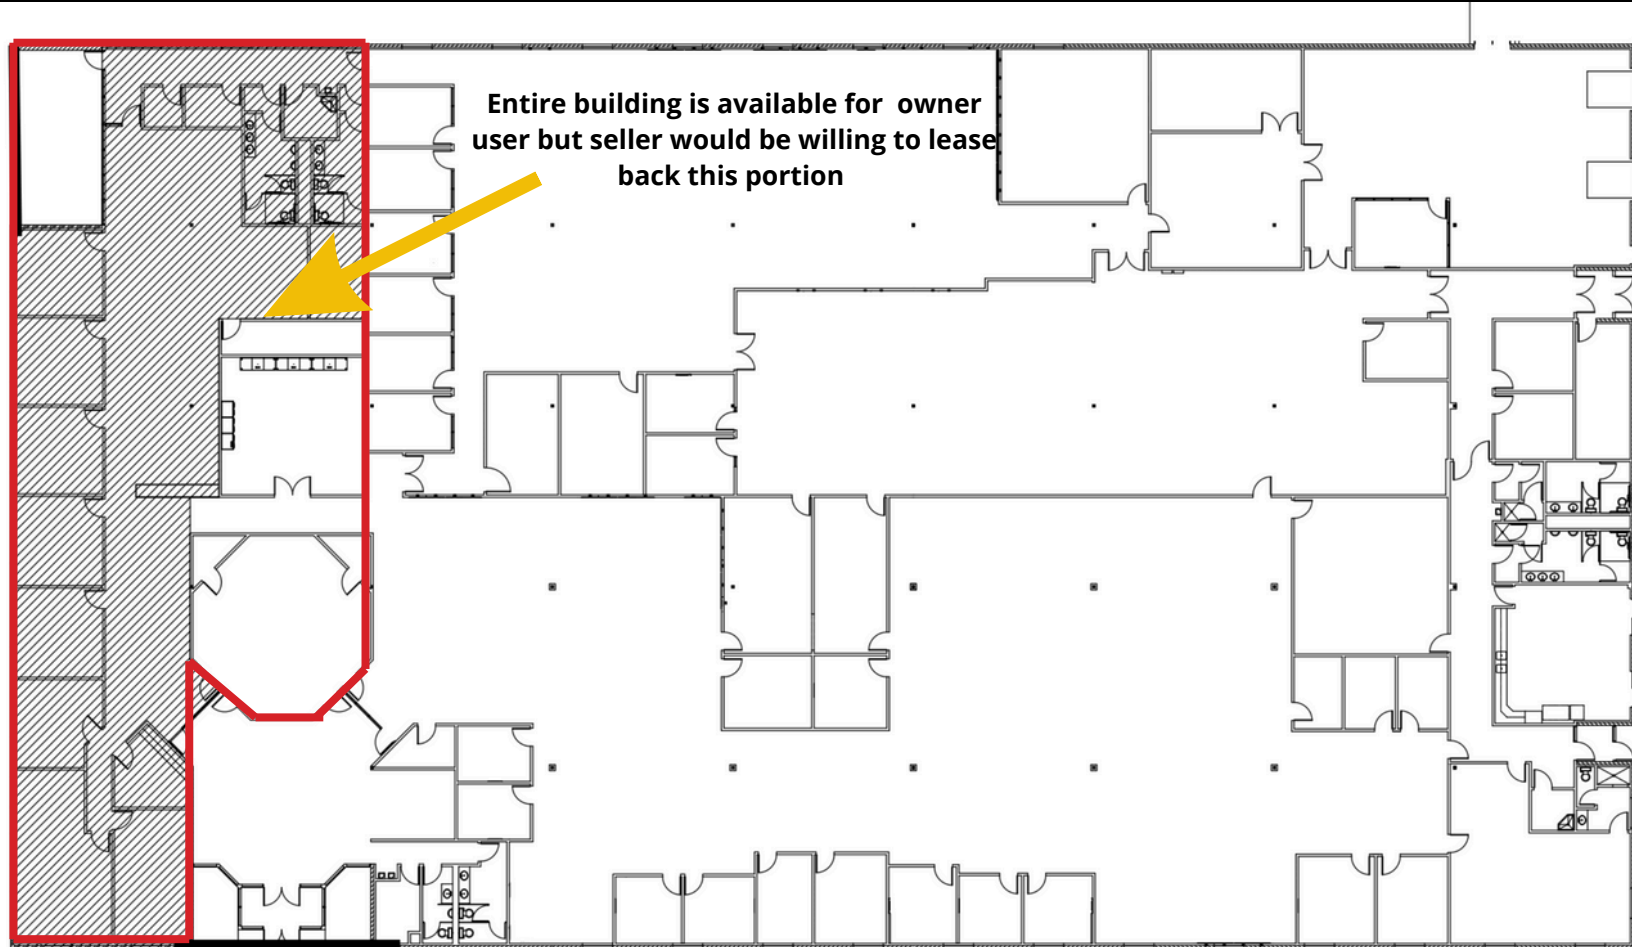 Entire building is available for owner
user but seller would be willing to lease
back this portion